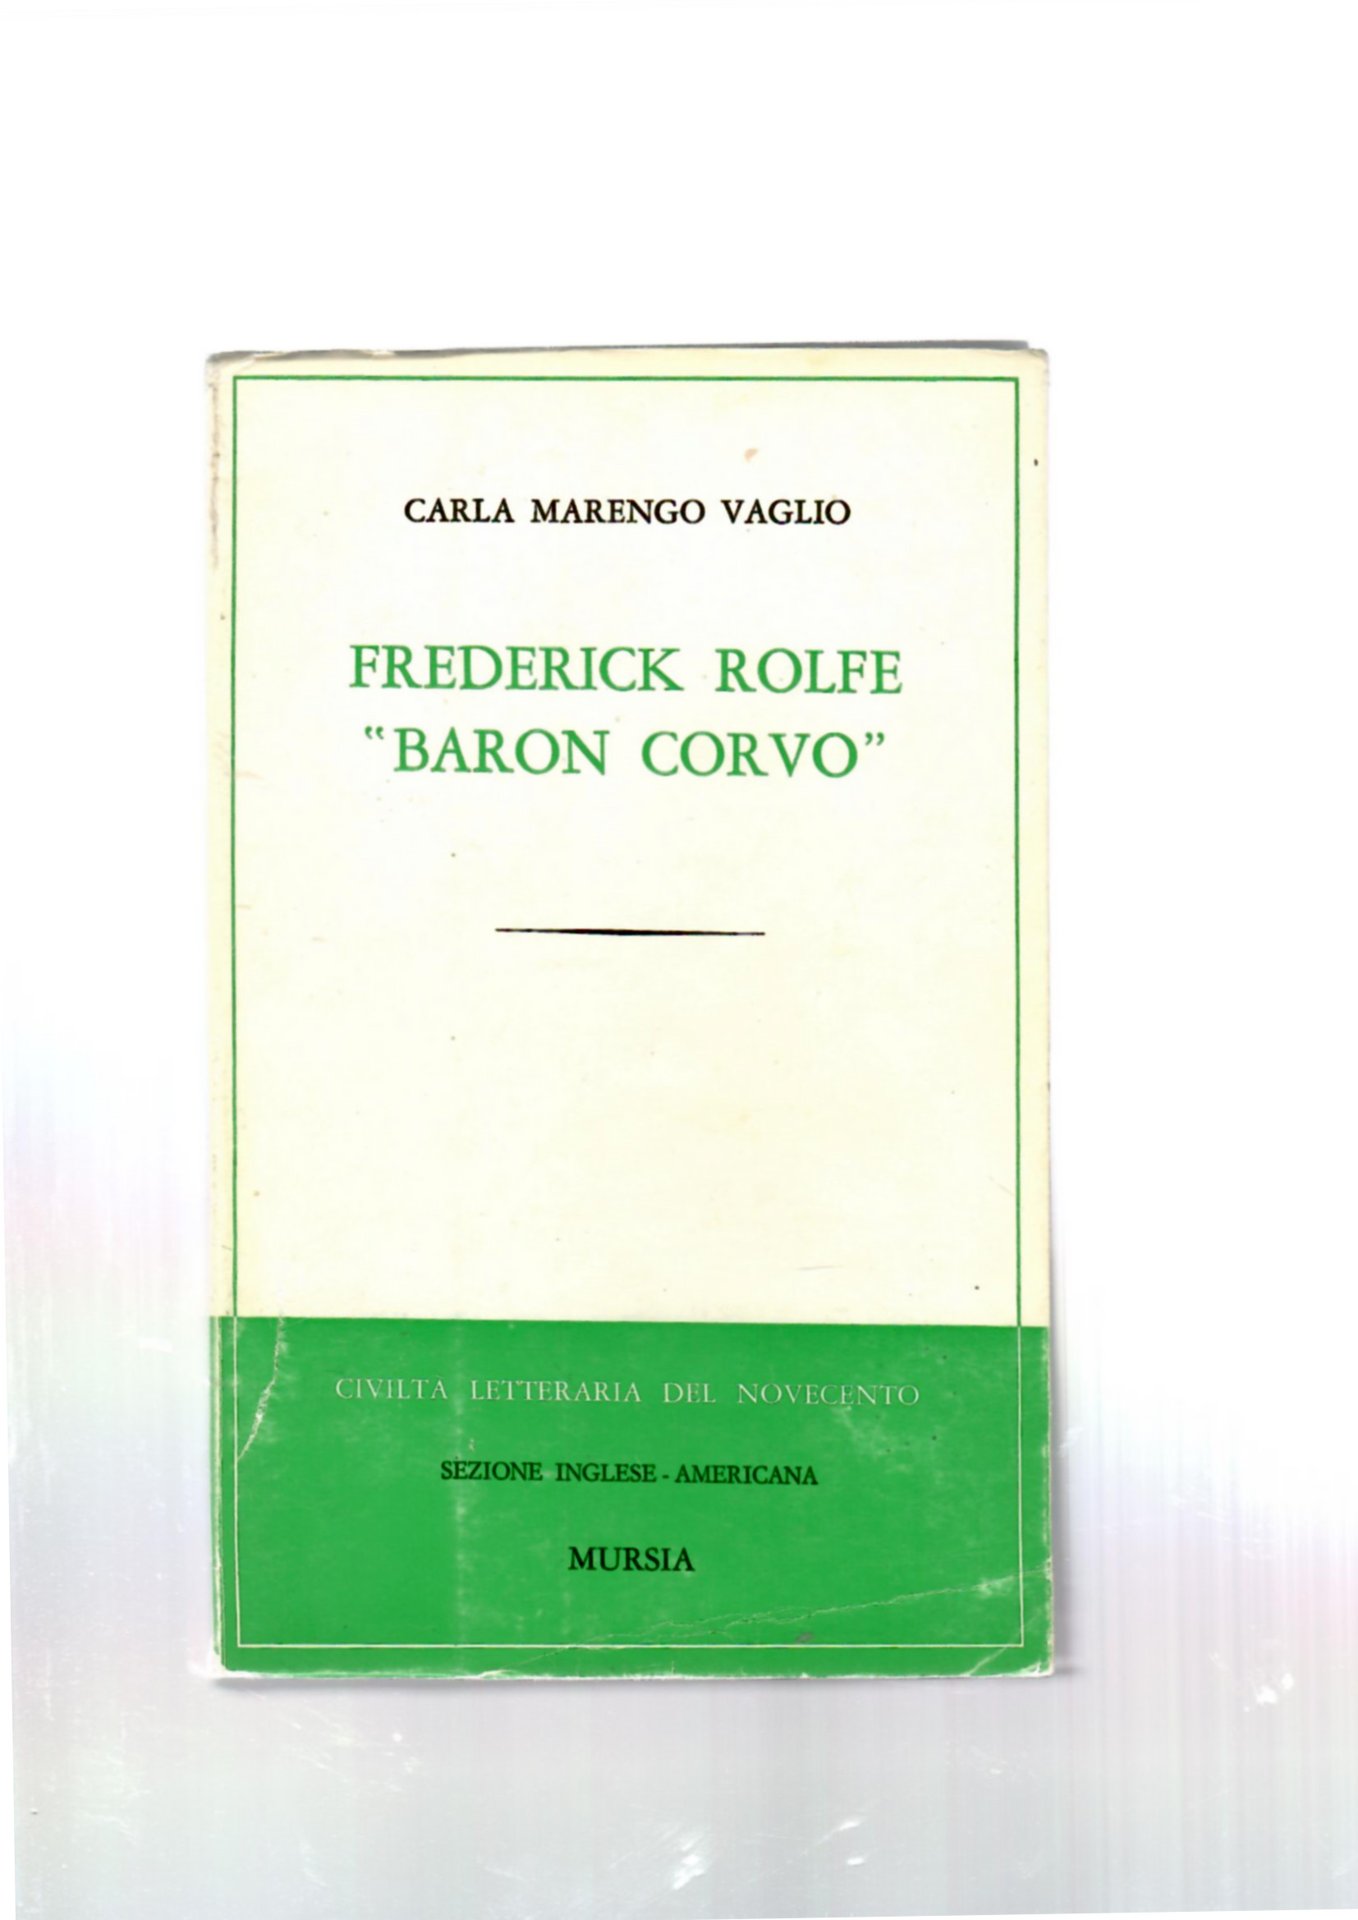 CARLA MARENGO VAGLIO
FREDERICK ROLFE
“BARON CORVO”
CIVILTÀ LETTERARIA DEL NOVECENTO
SEZIONE INGLESE - AMERICANA
MURSIA